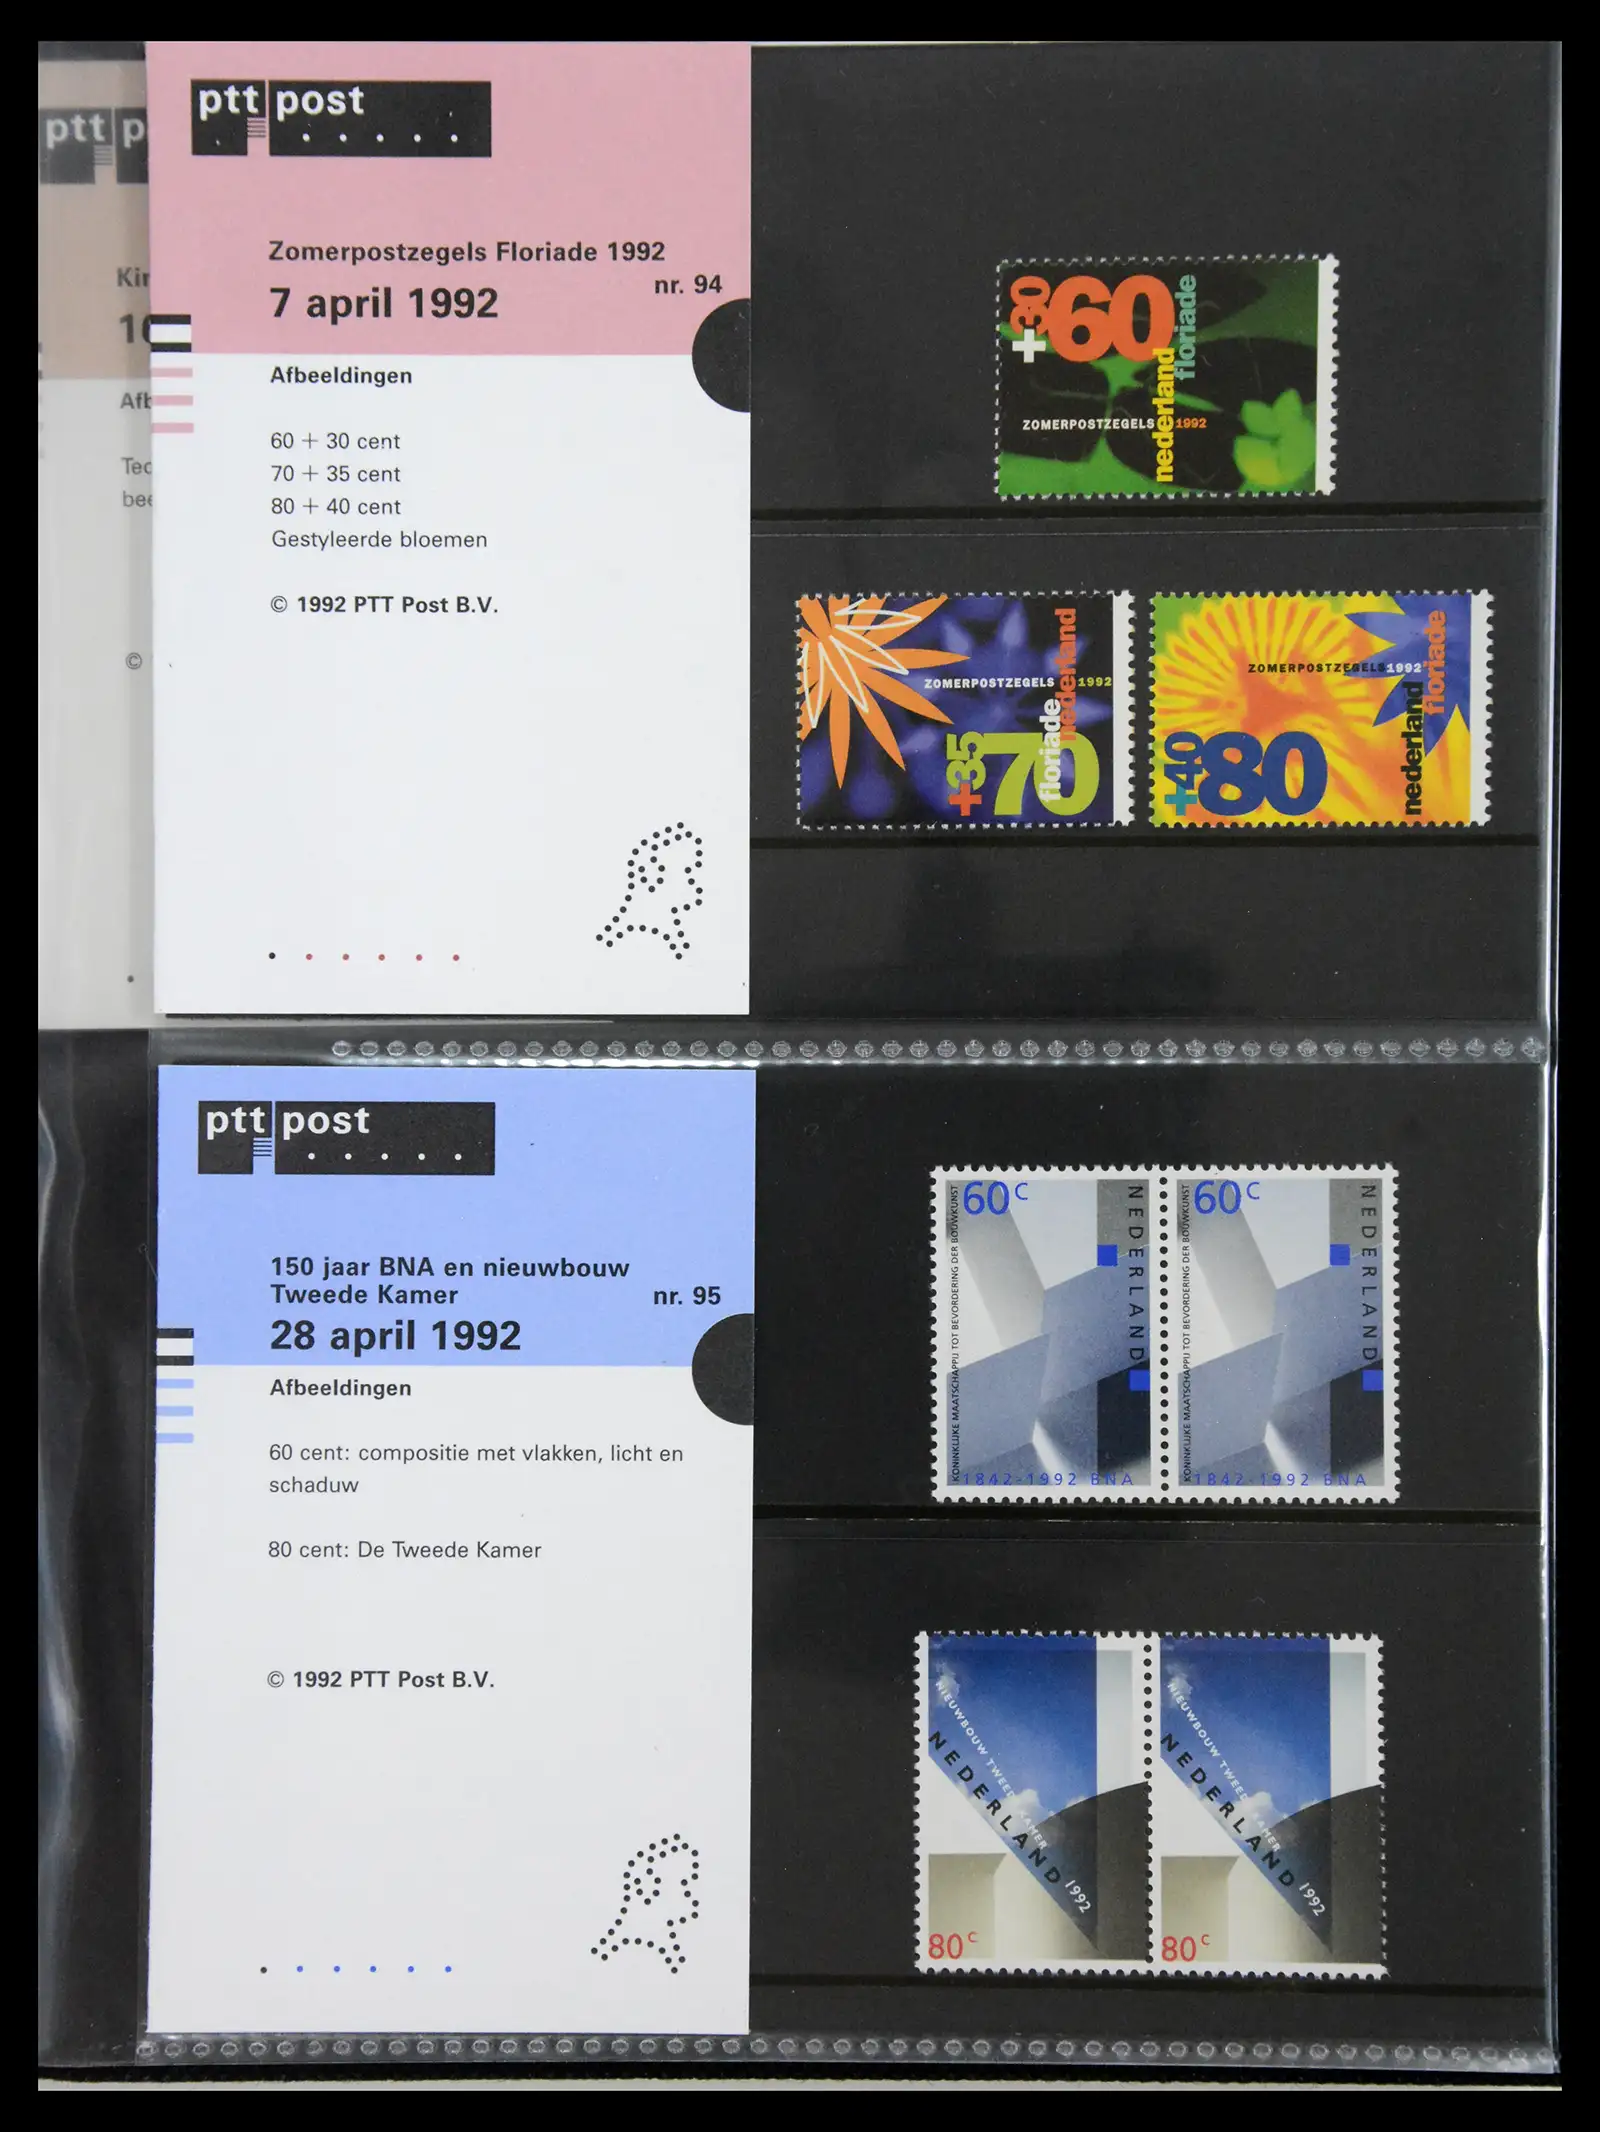 ptt post
Zomerpostzegels Floriade 1992
nr. 94
7 april 1992
Afbeeldingen
60 + 30 cent
70 + 35 cent
80 + 40 cent
Gestyleerde bloemen
© 1992 PTT Post B.V.
ptt p
+30 60
nederland
floriade
ZOMERPOSTZEGELS 1992
ZOMERPOSTZEGELS 1992
nederland
floriade
+35 70
ZOMERPOSTZEGELS 1992
nederland
floriade
+40 80
ptt post
150 jaar BNA en nieuwbouw
Tweede Kamer
nr. 95
28 april 1992
Afbeeldingen
60 cent: compositie met vlakken, licht en
schaduw
80 cent: De Tweede Kamer
© 1992 PTT Post B.V.
60c
NEDERLAND
KONINKLIJKE MAATSCHAPPIJ TOT BEVORDERING DER BOUWKUNST
1842-1992 BNA
60c
NEDERLAND
KONINKLIJKE MAATSCHAPPIJ TOT BEVORDERING DER BOUWKUNST
1842-1992 BNA
NIEUWBOUW TWEEDE KAMER
NEDERLAND
1992
80c
NIEUWBOUW TWEEDE KAMER
NEDERLAND
1992
80c